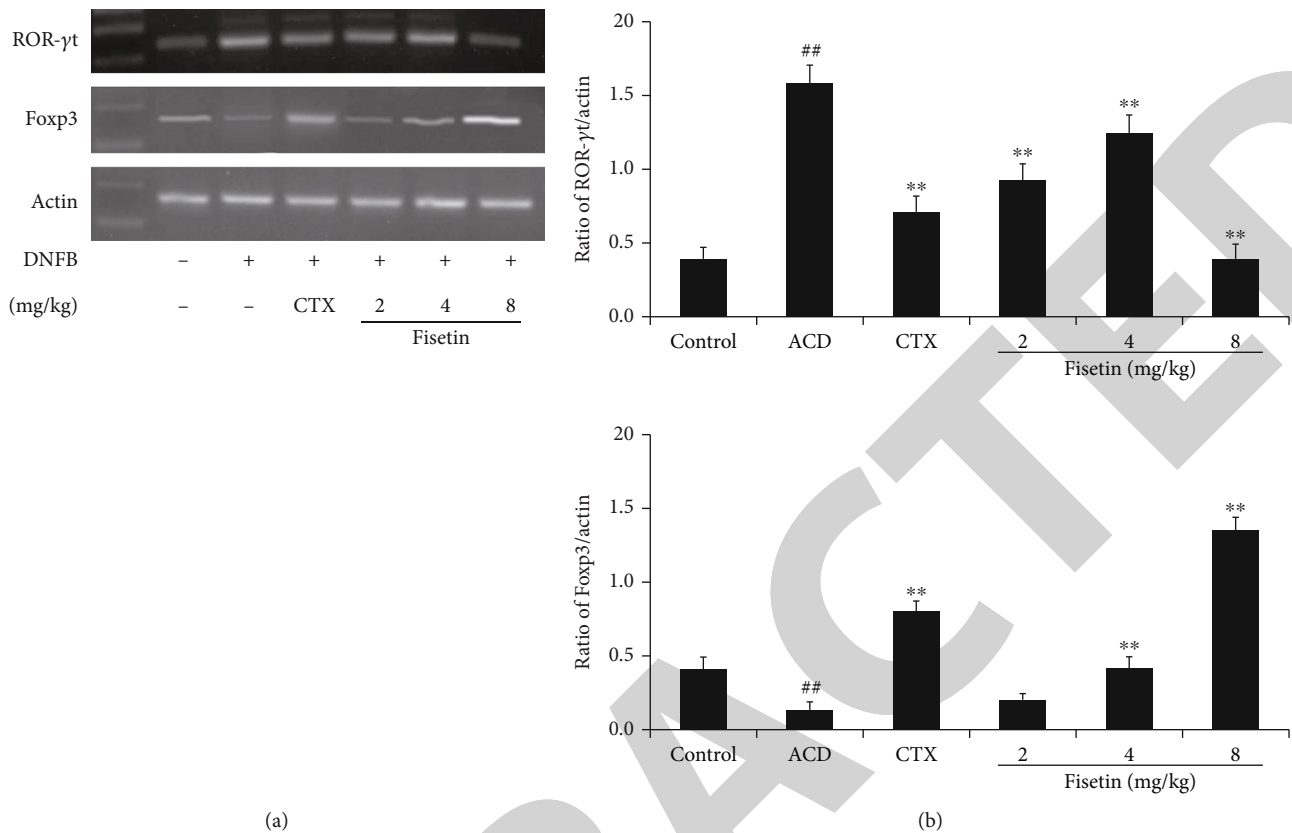 ROR-γt
Foxp3
Actin
DNFB – + + + + +
(mg/kg) – – CTX 2 4 8
Fisetin
(a)
20
1.5
1.0
0.5
0.0
Ratio of ROR-γt/actin
##
**
**
**
**
Control ACD CTX 2 4 8
Fisetin (mg/kg)
20
1.5
1.0
0.5
0.0
Ratio of Foxp3/actin
##
**
**
**
Control ACD CTX 2 4 8
Fisetin (mg/kg)
(b)